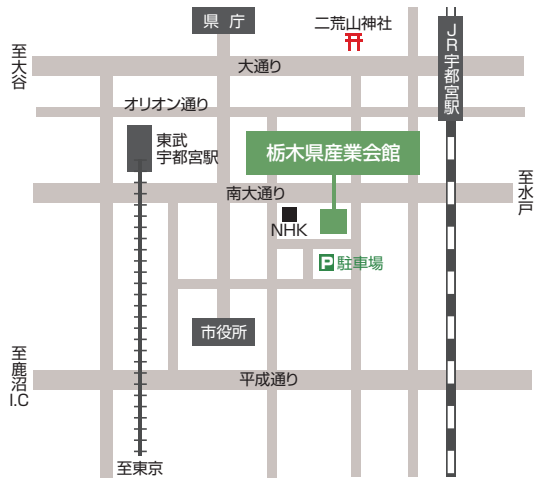 県庁
二荒山神社
JR宇都宮駅
至大谷
大通り
オリオン通り
東武
宇都宮駅
栃木県産業会館
至水戸
南大通り
NHK
P 駐車場
市役所
至鹿沼I.C
平成通り
至東京